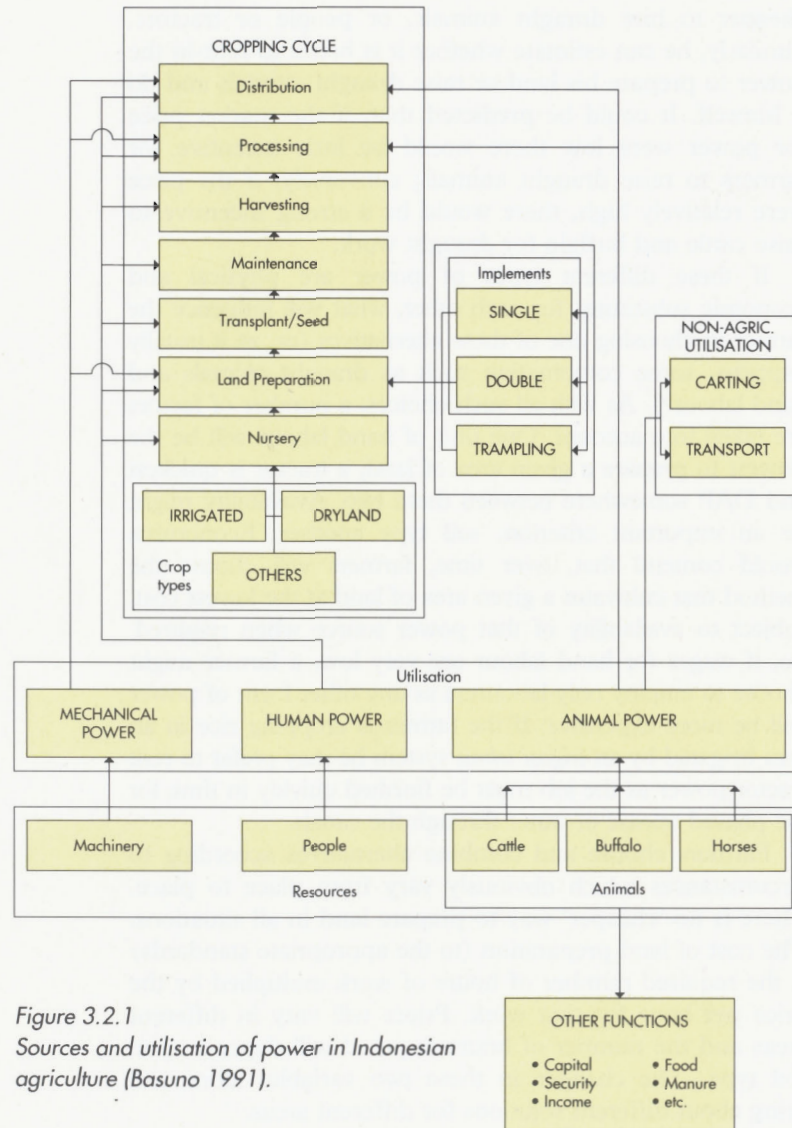 CROPPING CYCLE
Distribution
Processing
Harvesting
Maintenance
Transplant/Seed
Land Preparation
Nursery
IRRIGATED
DRYLAND
Crop
types
OTHERS
Implements
SINGLE
DOUBLE
TRAMPLING
NON-AGRIC.
UTILISATION
CARTING
TRANSPORT
Utilisation
MECHANICAL
POWER
HUMAN POWER
ANIMAL POWER
Machinery
People
Resources
Cattle
Buffalo
Horses
Animals
OTHER FUNCTIONS
• Capital
• Security
• Income
• Food
• Manure
• etc.
Figure 3.2.1
Sources and utilisation of power in Indonesian
agriculture (Basuno 1991).